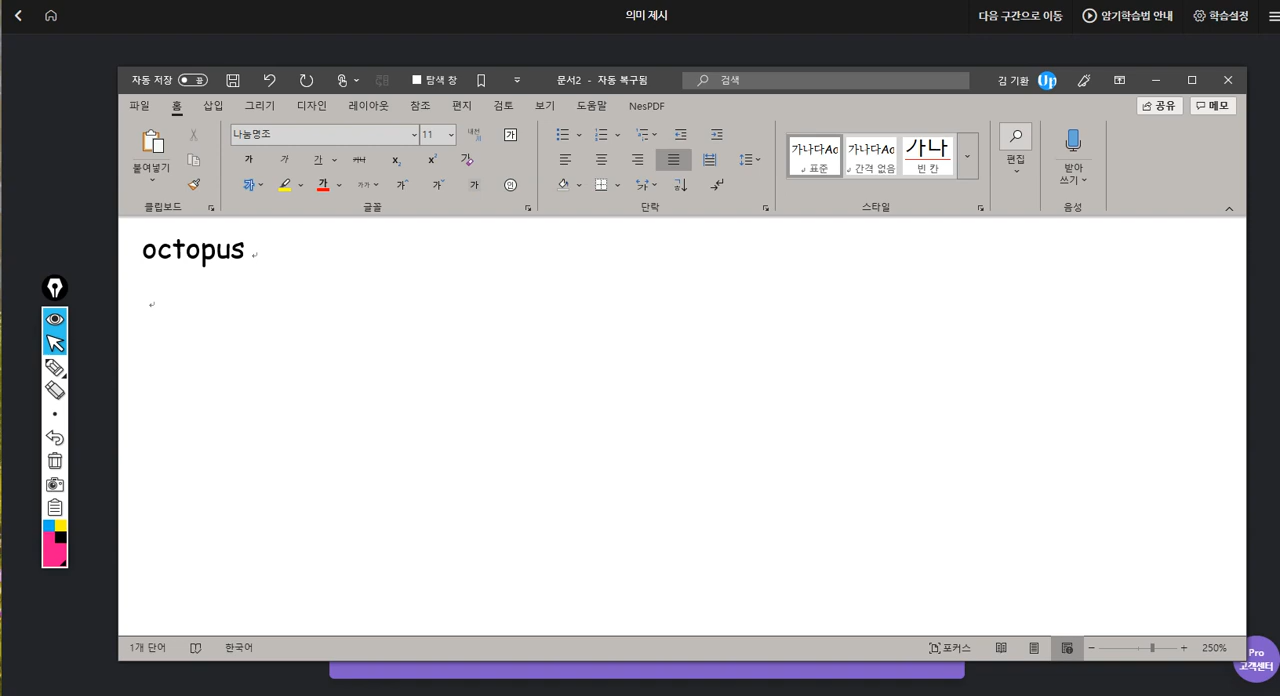 의미 제시
다음 구간으로 이동 암기학습법 안내 학습설정
자동 저장 끔 탐색 창 문서2 - 자동 복구됨 검색 김 기환 Up
파일 홈 삽입 그리기 디자인 레이아웃 참조 편지 검토 보기 도움말 NesPDF 공유 메모
나눔명조 11
붙여넣기
가나다Aa 가나다Aa 가나
표준 간격 없음 빈 칸
편집
받아
쓰기
클립보드 글꼴 단락 스타일 음성
octopus
1개 단어 한국어 포커스 250%
Pro
고객센터